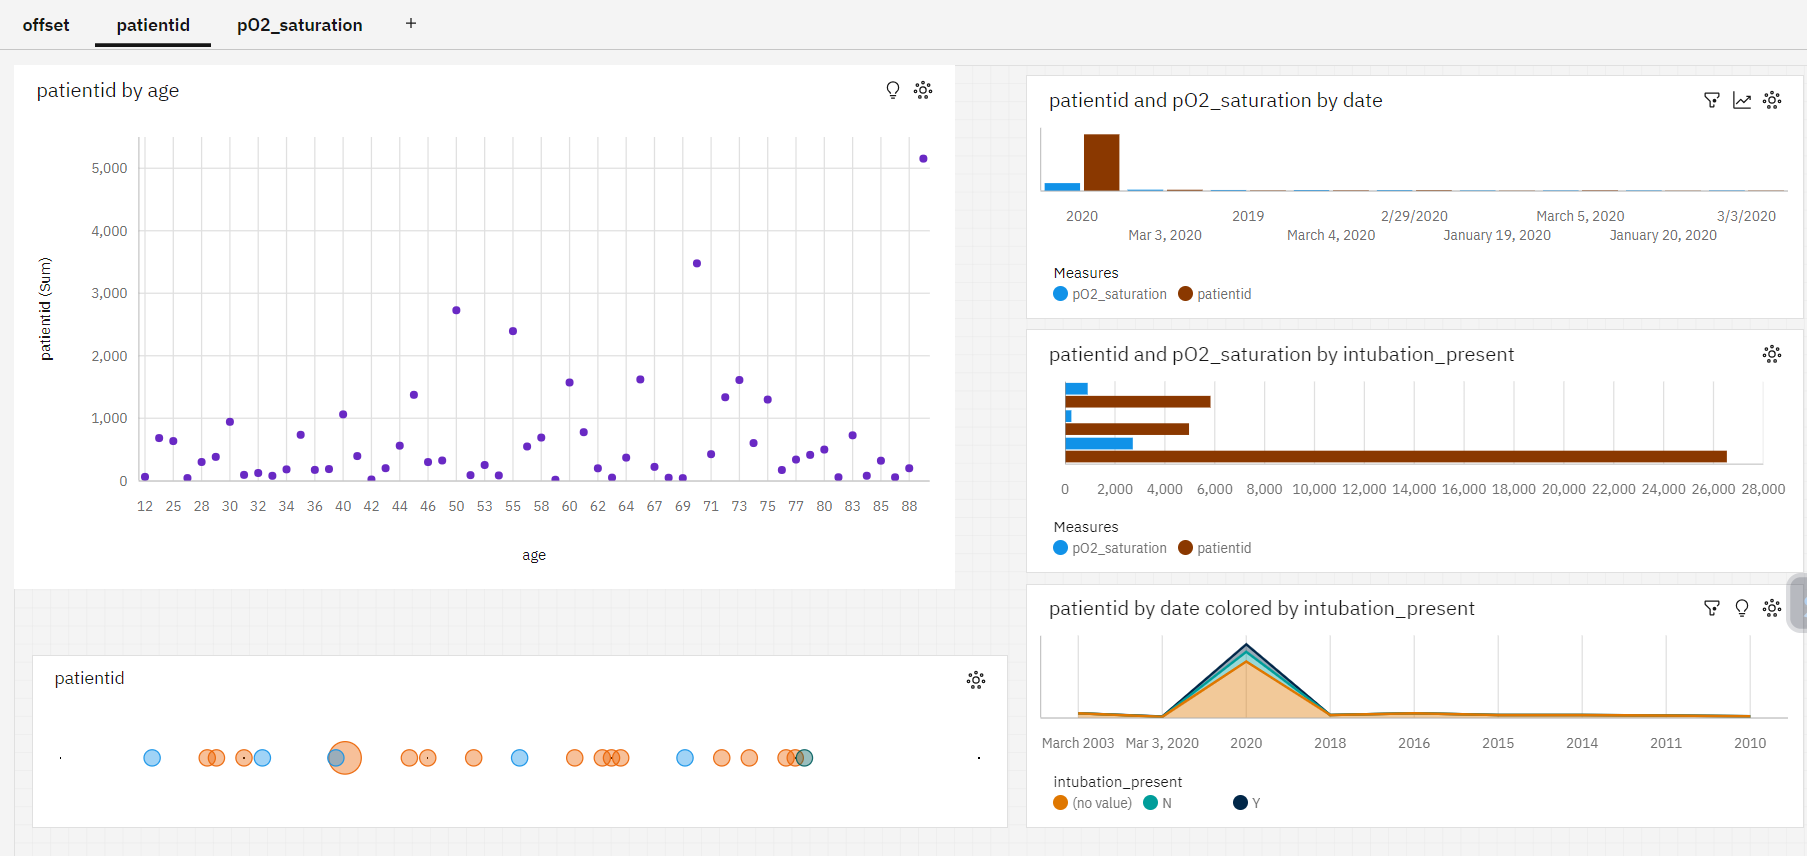 offset patientid pO2_saturation +
patientid by age
5,000
4,000
3,000
2,000
1,000
0
patientid (Sum)
12 25 28 30 32 34 36 40 42 44 46 50 53 55 58 60 62 64 67 69 71 73 75 77 80 83 85 88
age
patientid
patientid and pO2_saturation by date
2020 2019 2/29/2020 March 5, 2020 3/3/2020
Mar 3, 2020 March 4, 2020 January 19, 2020 January 20, 2020
Measures
pO2_saturation patientid
patientid and pO2_saturation by intubation_present
0 2,000 4,000 6,000 8,000 10,000 12,000 14,000 16,000 18,000 20,000 22,000 24,000 26,000 28,000
Measures
pO2_saturation patientid
patientid by date colored by intubation_present
March 2003 Mar 3, 2020 2020 2018 2016 2015 2014 2011 2010
intubation_present
(no value) N Y